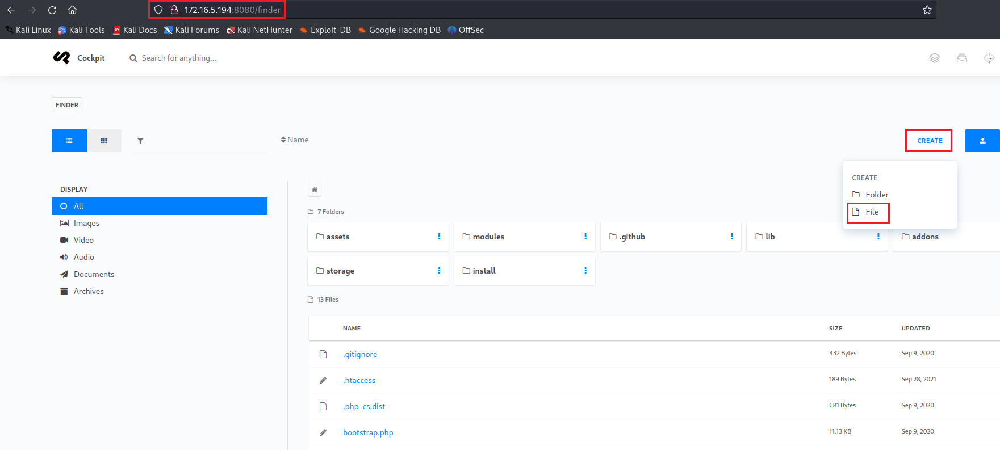 172.16.5.194:8080/finder
Kali Linux Kali Tools Kali Docs Kali Forums Kali NetHunter Exploit-DB Google Hacking DB OffSec
Cockpit Search for anything...
FINDER
Name CREATE
CREATE
Folder
File
DISPLAY
All
Images
Video
Audio
Documents
Archives
7 Folders
assets modules .github lib addons
storage install
13 Files
NAME SIZE UPDATED
.gitignore 432 Bytes Sep 9, 2020
.htaccess 189 Bytes Sep 28, 2021
.php_cs.dist 681 Bytes Sep 9, 2020
bootstrap.php 11.13 KB Sep 9, 2020